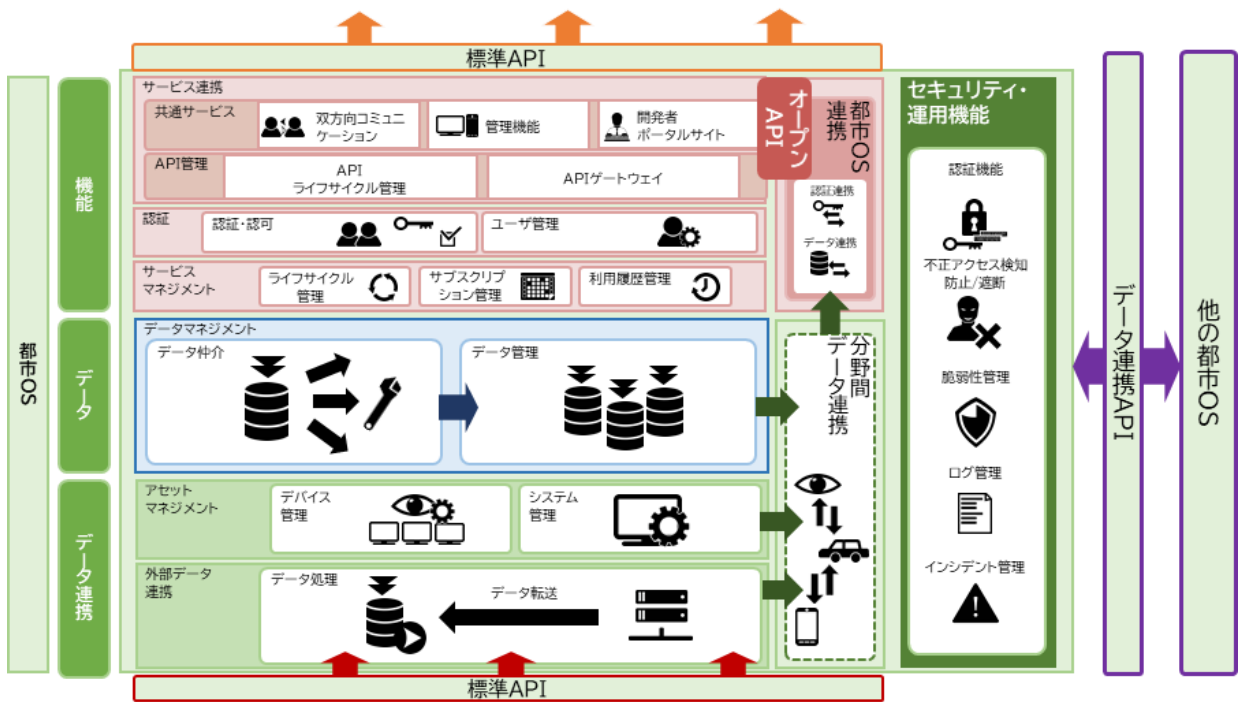 標準API
都市OS
機能
データ
データ連携
サービス連携
共通サービス
双方向コミュニ
ケーション
管理機能
開発者
ポータルサイト
API管理
API
ライフサイクル管理
APIゲートウェイ
オープン
API
都市OS
連携
認証連携
データ連携
認証
認証・認可
ユーザ管理
サービス
マネジメント
ライフサイクル
管理
サブスクリプ
ション管理
利用履歴管理
データマネジメント
データ仲介
データ管理
分野間
データ連携
アセット
マネジメント
デバイス
管理
システム
管理
外部データ
連携
データ処理
データ転送
標準API
セキュリティ・
運用機能
認証機能
不正アクセス検知
防止/遮断
脆弱性管理
ログ管理
インシデント管理
データ連携API
他の都市OS